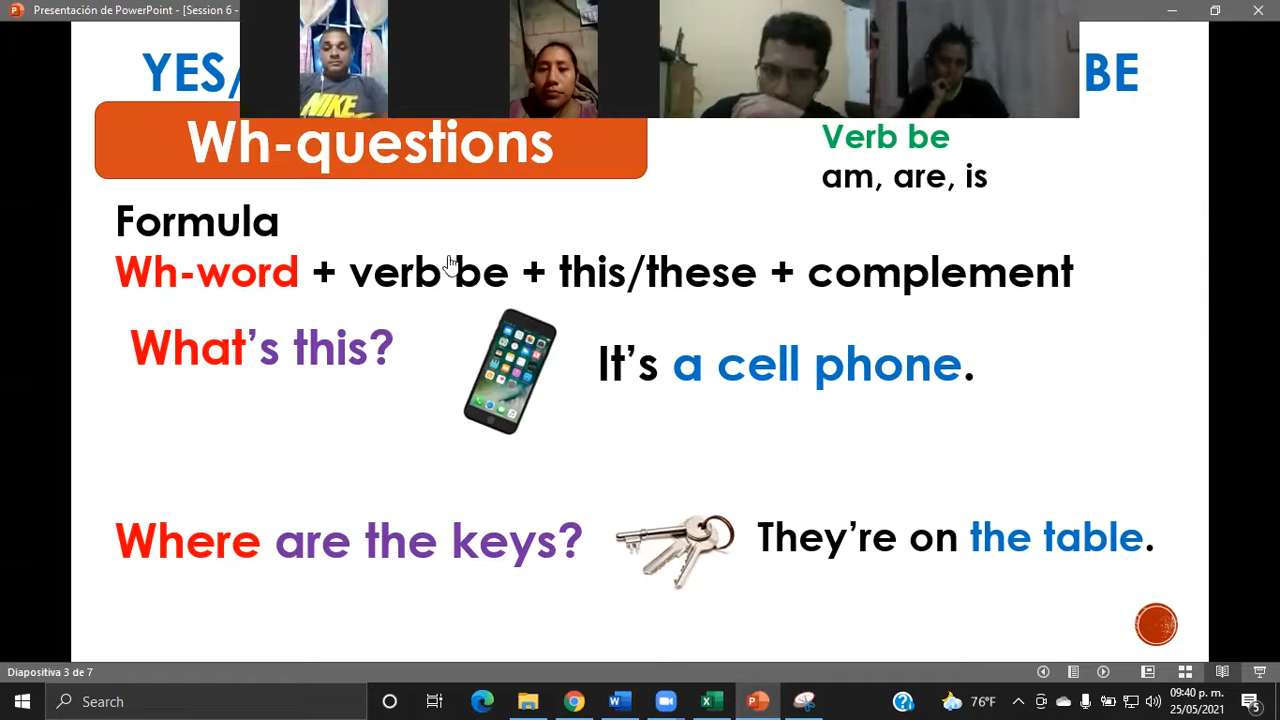 Presentación de PowerPoint - [Session 6 -
YES/
BE
Wh-questions
Verb be
am, are, is
Formula
Wh-word + verb be + this/these + complement
What's this?
It's a cell phone.
Where are the keys?
They're on the table.
NIKE
Diapositiva 3 de 7
Search
76°F
09:40 p. m.
25/05/2021
5